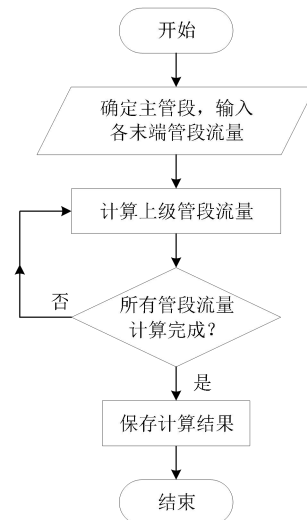 开始
确定主管段，输入
各末端管段流量
计算上级管段流量
否
所有管段流量
计算完成？
是
保存计算结果
结束